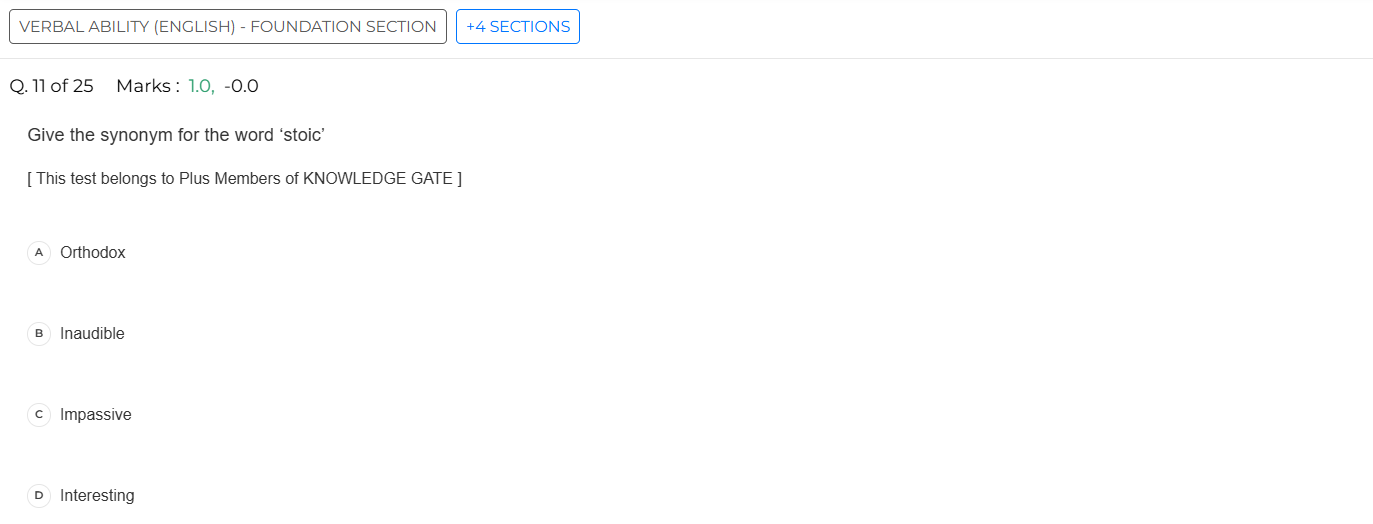 VERBAL ABILITY (ENGLISH) - FOUNDATION SECTION +4 SECTIONS
Q. 11 of 25 Marks : 1.0, -0.0
Give the synonym for the word ‘stoic’
[ This test belongs to Plus Members of KNOWLEDGE GATE ]
A Orthodox
B Inaudible
C Impassive
D Interesting